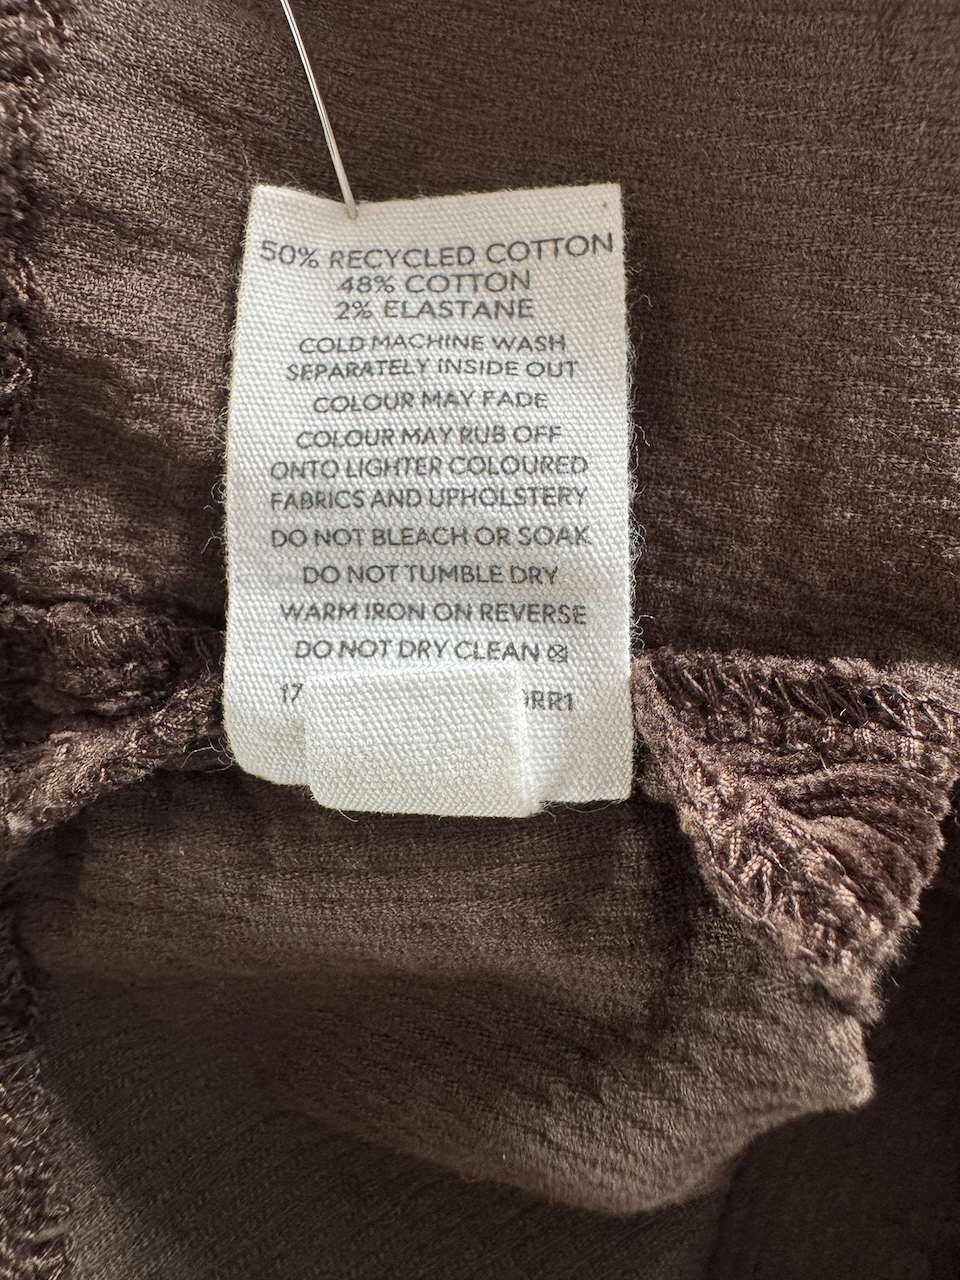 50% RECYCLED COTTON
48% COTTON
2% ELASTANE
COLD MACHINE WASH
SEPARATELY INSIDE OUT
COLOUR MAY FADE
COLOUR MAY RUB OFF
ONTO LIGHTER COLOURED
FABRICS AND UPHOLSTERY
DO NOT BLEACH OR SOAK
DO NOT TUMBLE DRY
WARM IRON ON REVERSE
DO NOT DRY CLEAN
17 RR1